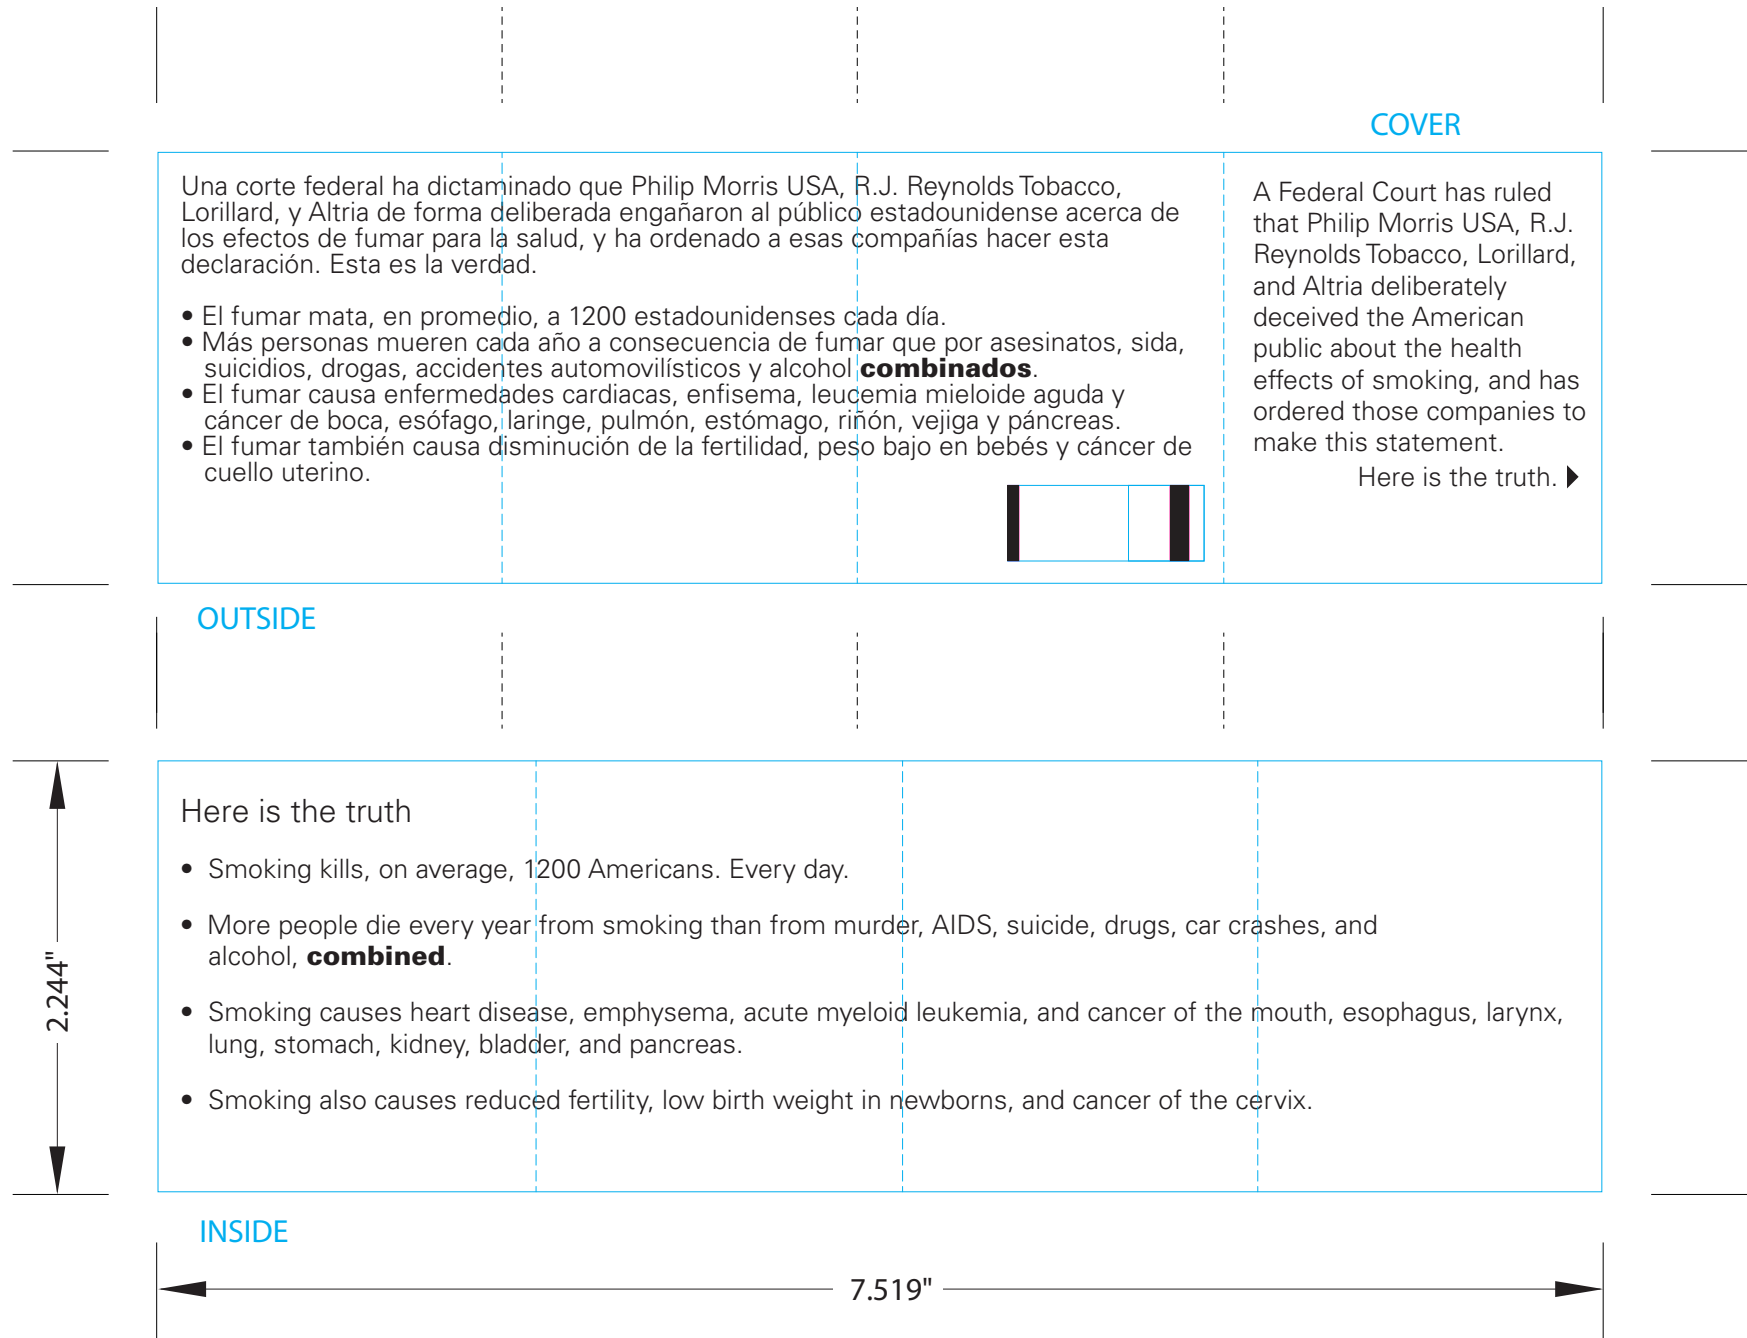 COVER
Una corte federal ha dictaminado que Philip Morris USA, R.J. Reynolds Tobacco,
Lorillard, y Altria de forma deliberada engañaron al público estadounidense acerca de
los efectos de fumar para la salud, y ha ordenado a esas compañías hacer esta
declaración. Esta es la verdad.
• El fumar mata, en promedio, a 1200 estadounidenses cada día.
• Más personas mueren cada año a consecuencia de fumar que por asesinatos, sida,
suicidios, drogas, accidentes automovilísticos y alcohol combinados.
• El fumar causa enfermedades cardiacas, enfisema, leucemia mieloide aguda y
cáncer de boca, esófago, laringe, pulmón, estómago, riñón, vejiga y páncreas.
• El fumar también causa disminución de la fertilidad, peso bajo en bebés y cáncer de
cuello uterino.
A Federal Court has ruled
that Philip Morris USA, R.J.
Reynolds Tobacco, Lorillard,
and Altria deliberately
deceived the American
public about the health
effects of smoking, and has
ordered those companies to
make this statement.
Here is the truth.
OUTSIDE
Here is the truth
• Smoking kills, on average, 1200 Americans. Every day.
• More people die every year from smoking than from murder, AIDS, suicide, drugs, car crashes, and
alcohol, combined.
• Smoking causes heart disease, emphysema, acute myeloid leukemia, and cancer of the mouth, esophagus, larynx,
lung, stomach, kidney, bladder, and pancreas.
• Smoking also causes reduced fertility, low birth weight in newborns, and cancer of the cervix.
2.244"
INSIDE
7.519"